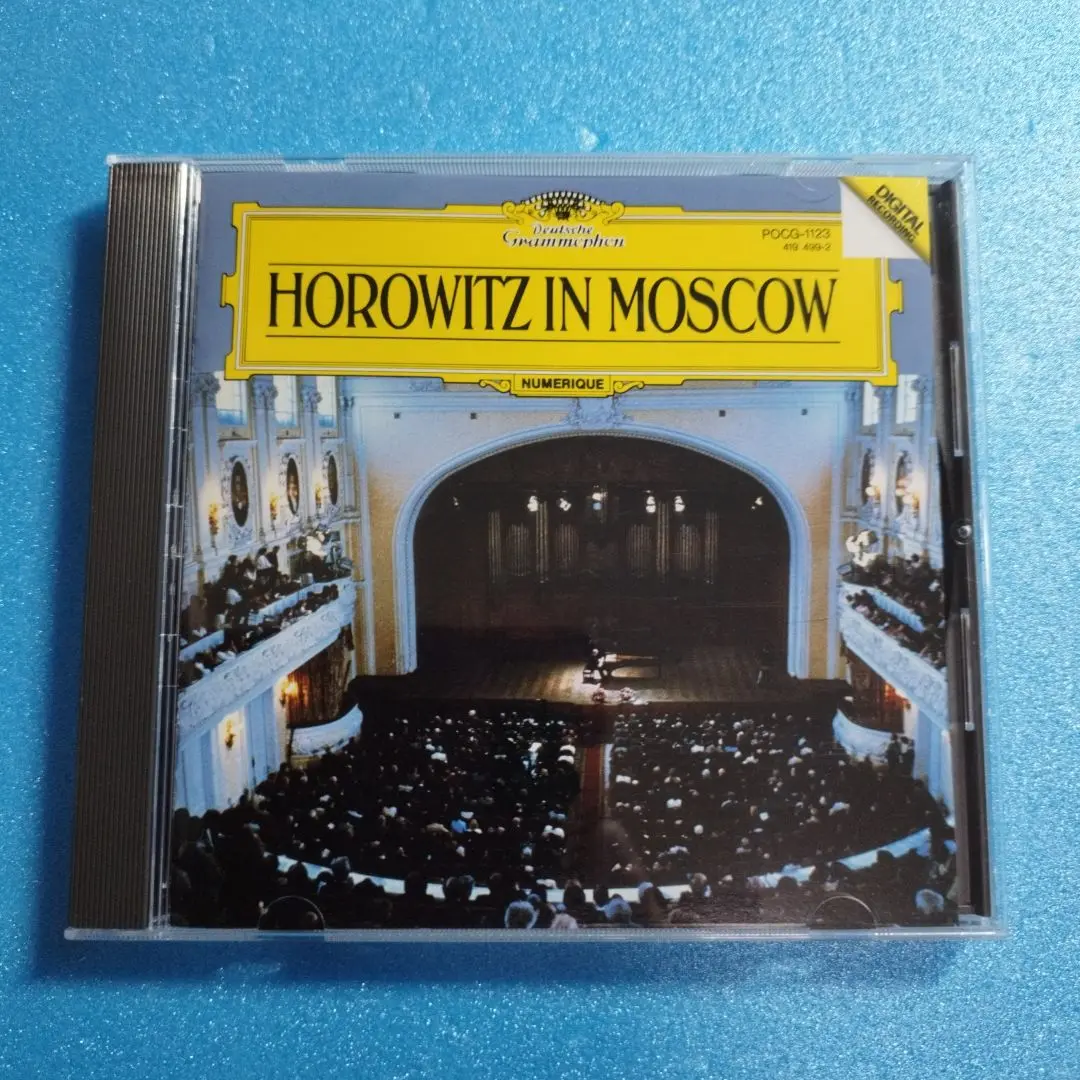 DIGITAL
RECORDING
Deutsche
Grammophon
POCG-1123
419 499-2
HOROWITZ IN MOSCOW
NUMERIQUE